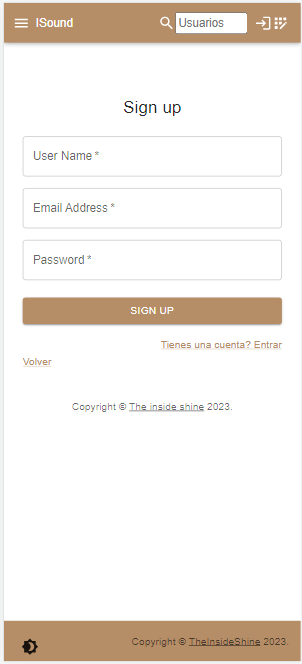 ISound Usuarios
Sign up
User Name *
Email Address *
Password *
SIGN UP
Tienes una cuenta? Entrar
Volver
Copyright © The inside shine 2023.
Copyright © TheInsideShine 2023.